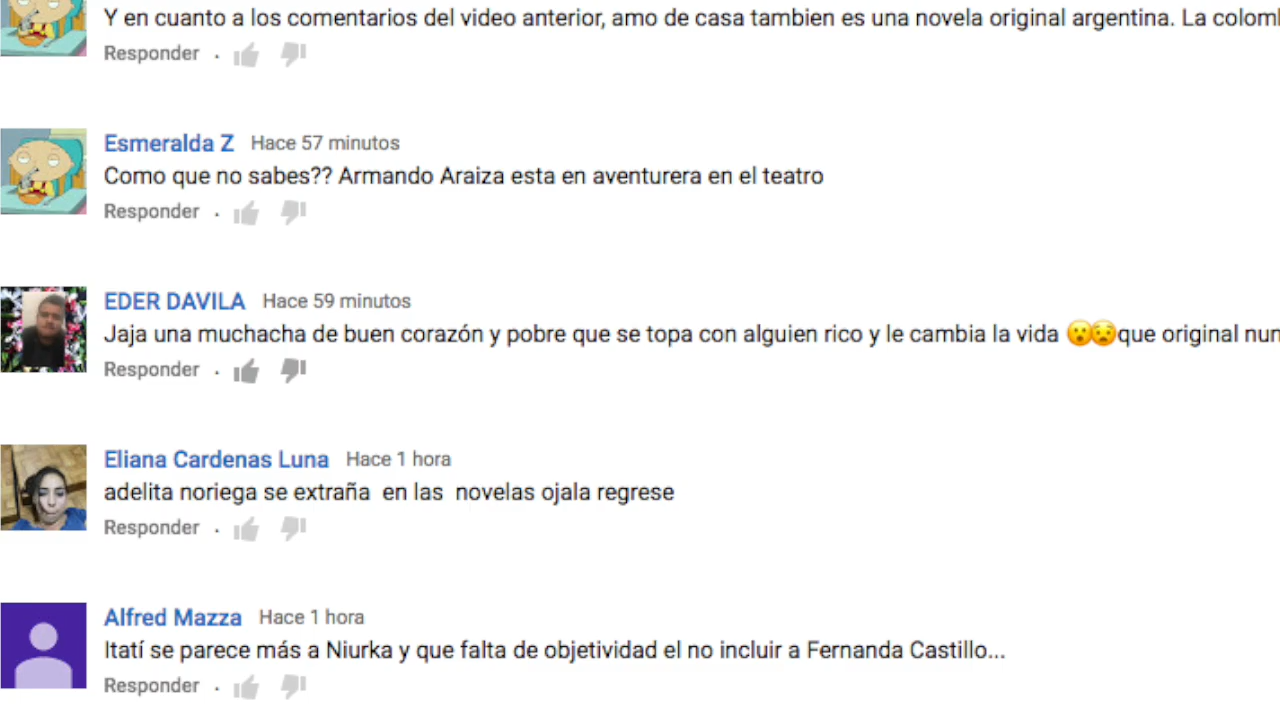 Y en cuanto a los comentarios del video anterior, amo de casa tambien es una novela original argentina. La
Responder .
Esmeralda Z Hace 57 minutos
Como que no sabes?? Armando Araiza esta en aventurera en el teatro
Responder .
EDER DAVILA Hace 59 minutos
Jaja una muchacha de buen corazón y pobre que se topa con alguien rico y le cambia la vida 😮😟que original
Responder .
Eliana Cardenas Luna Hace 1 hora
adelita noriega se extraña en las novelas ojala regrese
Responder .
Alfred Mazza Hace 1 hora
Itatí se parece más a Niurka y que falta de objetividad el no incluir a Fernanda Castillo...
Responder .